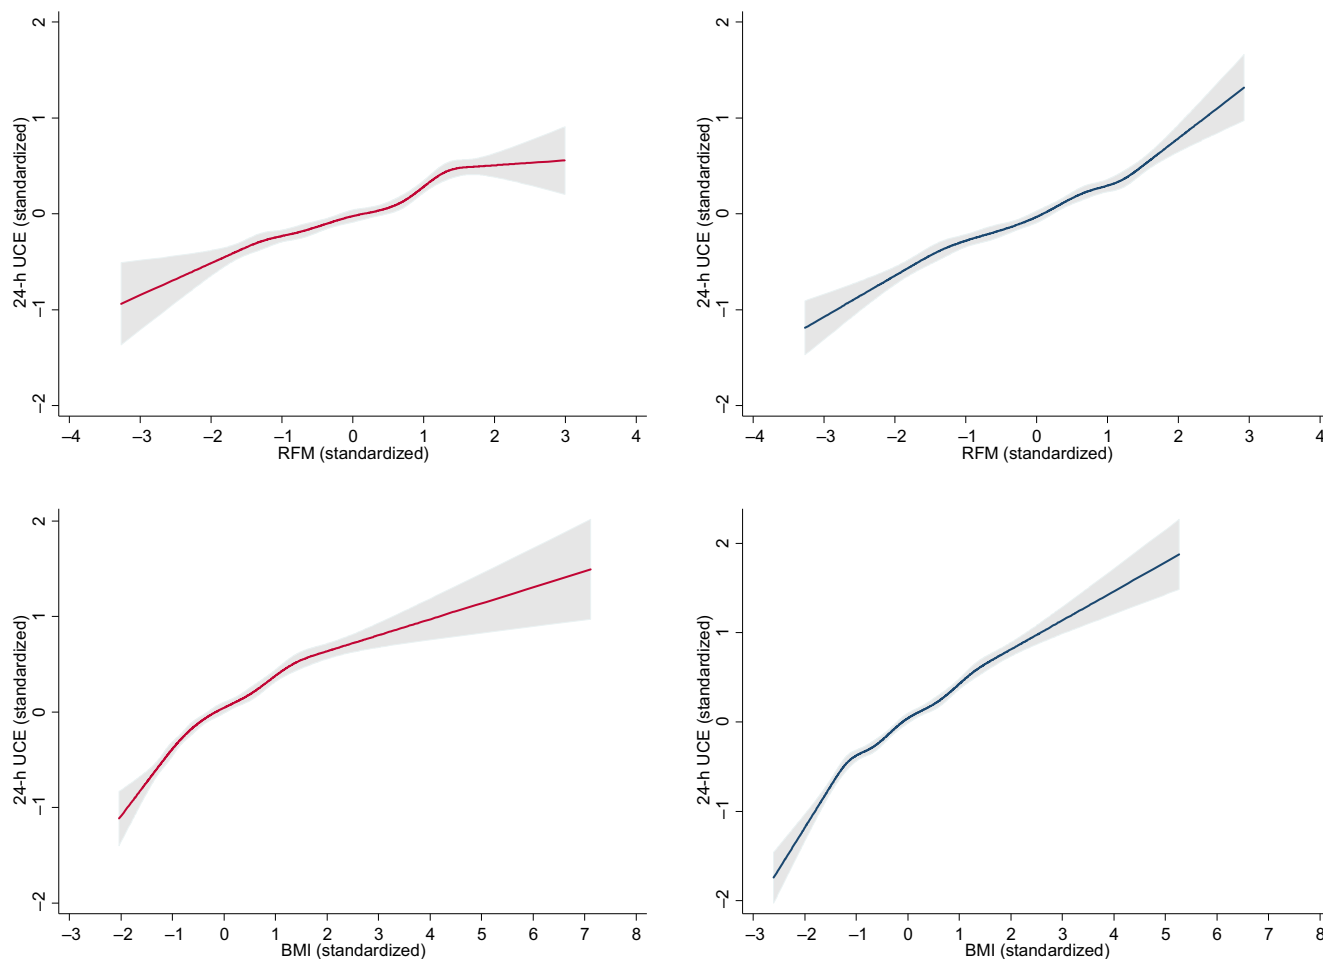 2
1
0
–1
–2
24-h UCE (standardized)
–4 –3 –2 –1 0 1 2 3 4
RFM (standardized)
2
1
0
–1
–2
24-h UCE (standardized)
–4 –3 –2 –1 0 1 2 3 4
RFM (standardized)
2
1
0
–1
–2
24-h UCE (standardized)
–3 –2 –1 0 1 2 3 4 5 6 7 8
BMI (standardized)
2
1
0
–1
–2
24-h UCE (standardized)
–3 –2 –1 0 1 2 3 4 5 6 7 8
BMI (standardized)